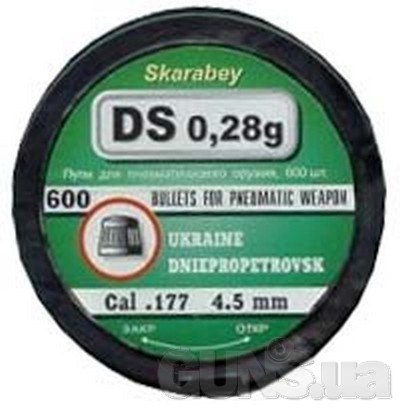 Skarabey
DS 0,28g
Пули для пневматического оружия, 600 шт.
600 BULLETS FOR PNEUMATIC WEAPON
UKRAINE
DNIEPROPETROVSK
Cal .177 4.5 mm
ЗАКР ОТКР
GUNS.ua